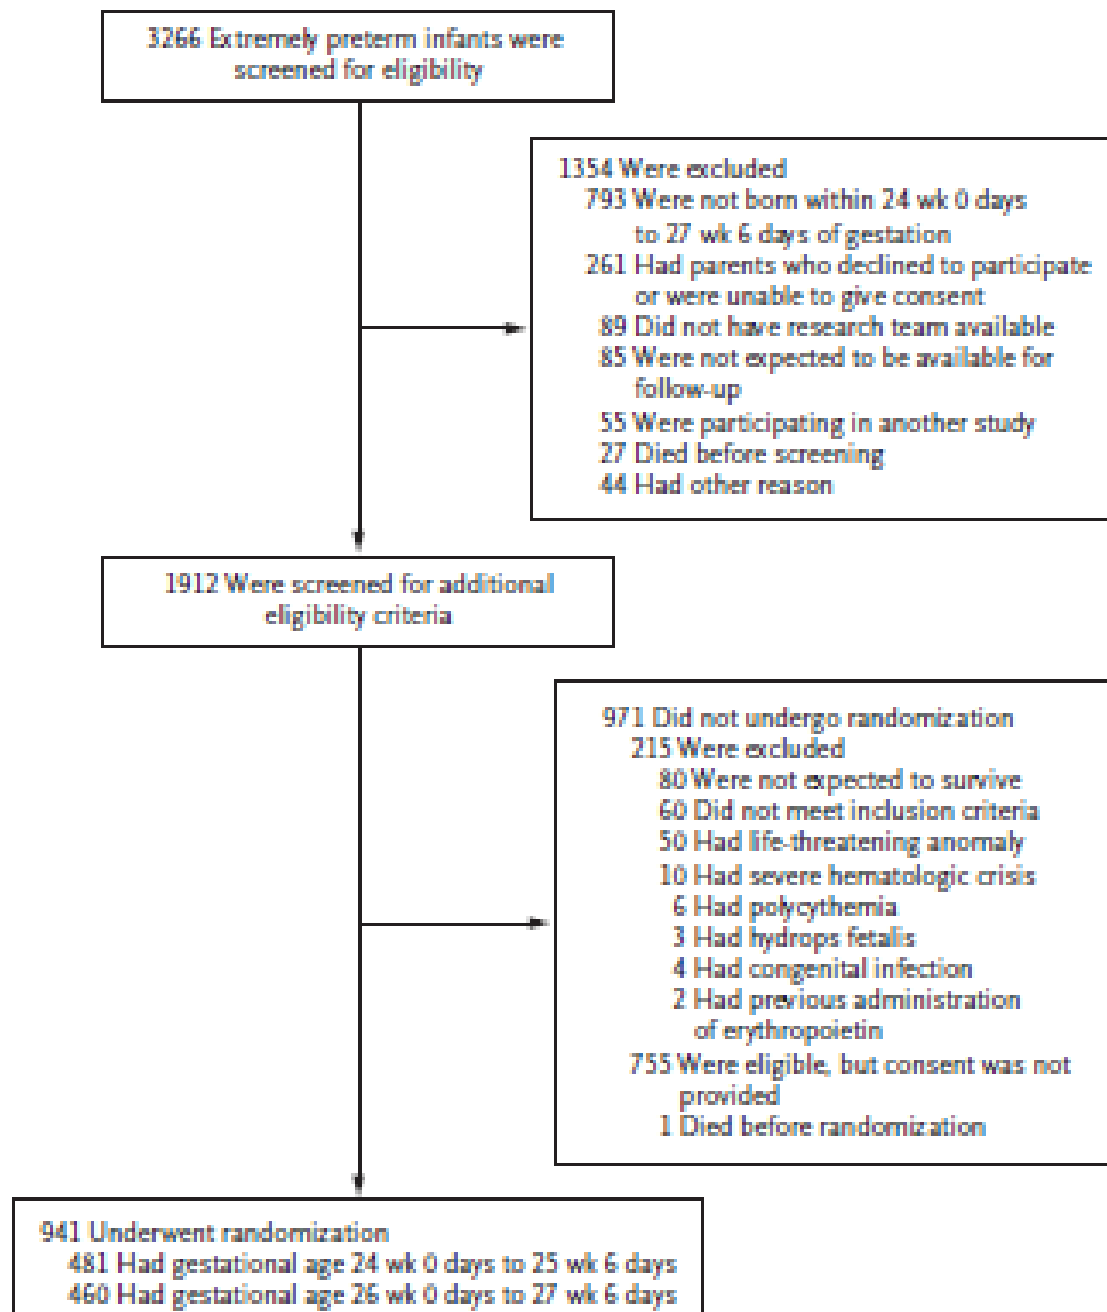 3266 Extremely preterm infants were
screened for eligibility
1354 Were excluded
793 Were not born within 24 wk 0 days
to 27 wk 6 days of gestation
261 Had parents who declined to participate
or were unable to give consent
89 Did not have research team available
85 Were not expected to be available for
follow-up
55 Were participating in another study
27 Died before screening
44 Had other reason
1912 Were screened for additional
eligibility criteria
971 Did not undergo randomization
215 Were excluded
80 Were not expected to survive
60 Did not meet inclusion criteria
50 Had life-threatening anomaly
10 Had severe hematologic crisis
6 Had polycythemia
3 Had hydrops fetalis
4 Had congenital infection
2 Had previous administration
of erythropoietin
755 Were eligible, but consent was not
provided
1 Died before randomization
941 Underwent randomization
481 Had gestational age 24 wk 0 days to 25 wk 6 days
460 Had gestational age 26 wk 0 days to 27 wk 6 days